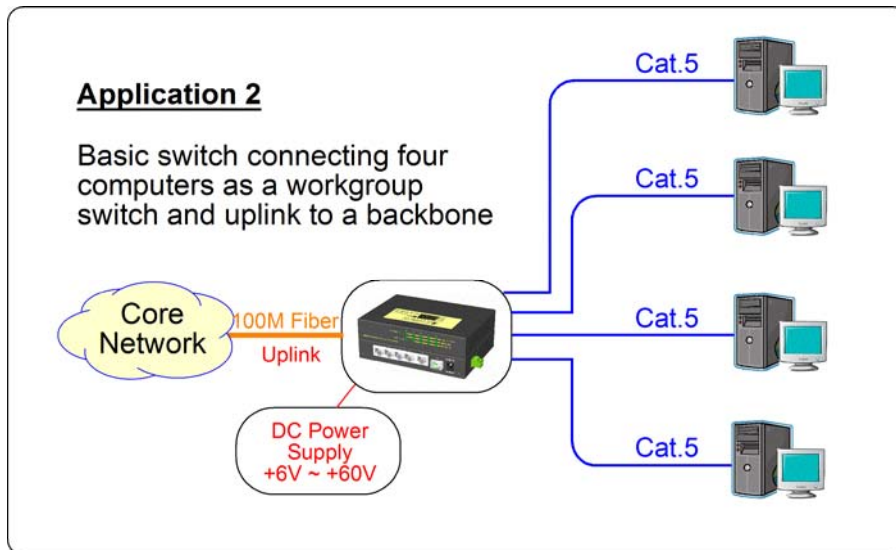 Application 2
Basic switch connecting four
computers as a workgroup
switch and uplink to a backbone
Cat.5
Cat.5
Core
Network
100M Fiber
Uplink
Cat.5
DC Power
Supply
+6V ~ +60V
Cat.5